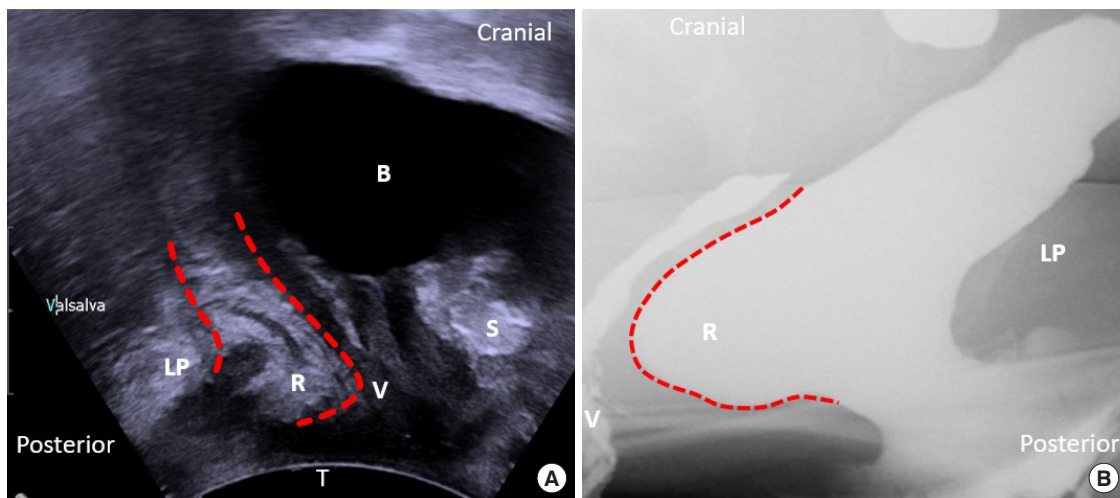 Cranial
B
Valsalva
LP
R
V
S
Posterior
T
A
Cranial
LP
R
V
Posterior
B